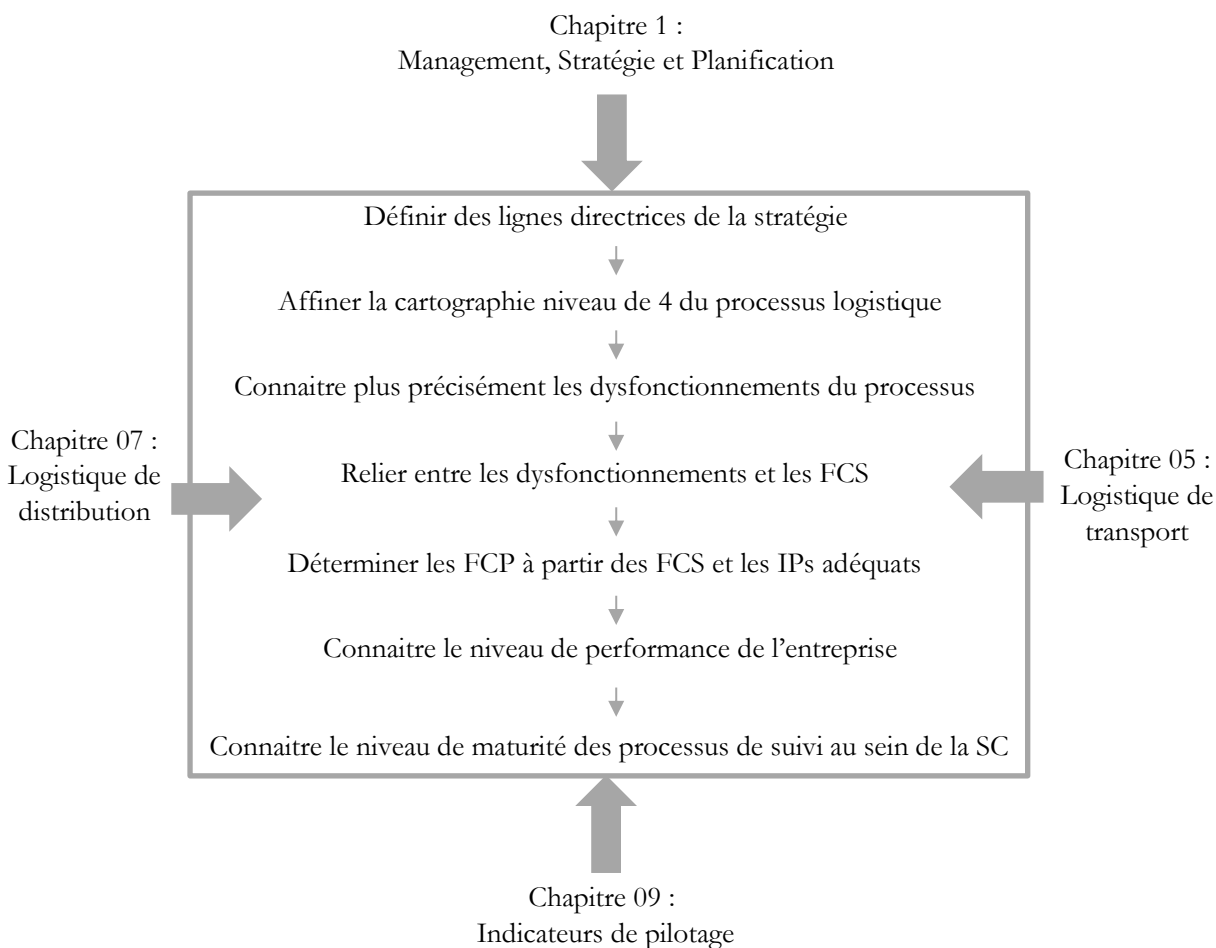 Chapitre 1 :
Management, Stratégie et Planification
Définir des lignes directrices de la stratégie
Affiner la cartographie niveau de 4 du processus logistique
Connaitre plus précisément les dysfonctionnements du processus
Chapitre 07 :
Logistique de
distribution
Relier entre les dysfonctionnements et les FCS
Chapitre 05 :
Logistique de
transport
Déterminer les FCP à partir des FCS et les IPs adéquats
Connaitre le niveau de performance de l’entreprise
Connaitre le niveau de maturité des processus de suivi au sein de la SC
Chapitre 09 :
Indicateurs de pilotage